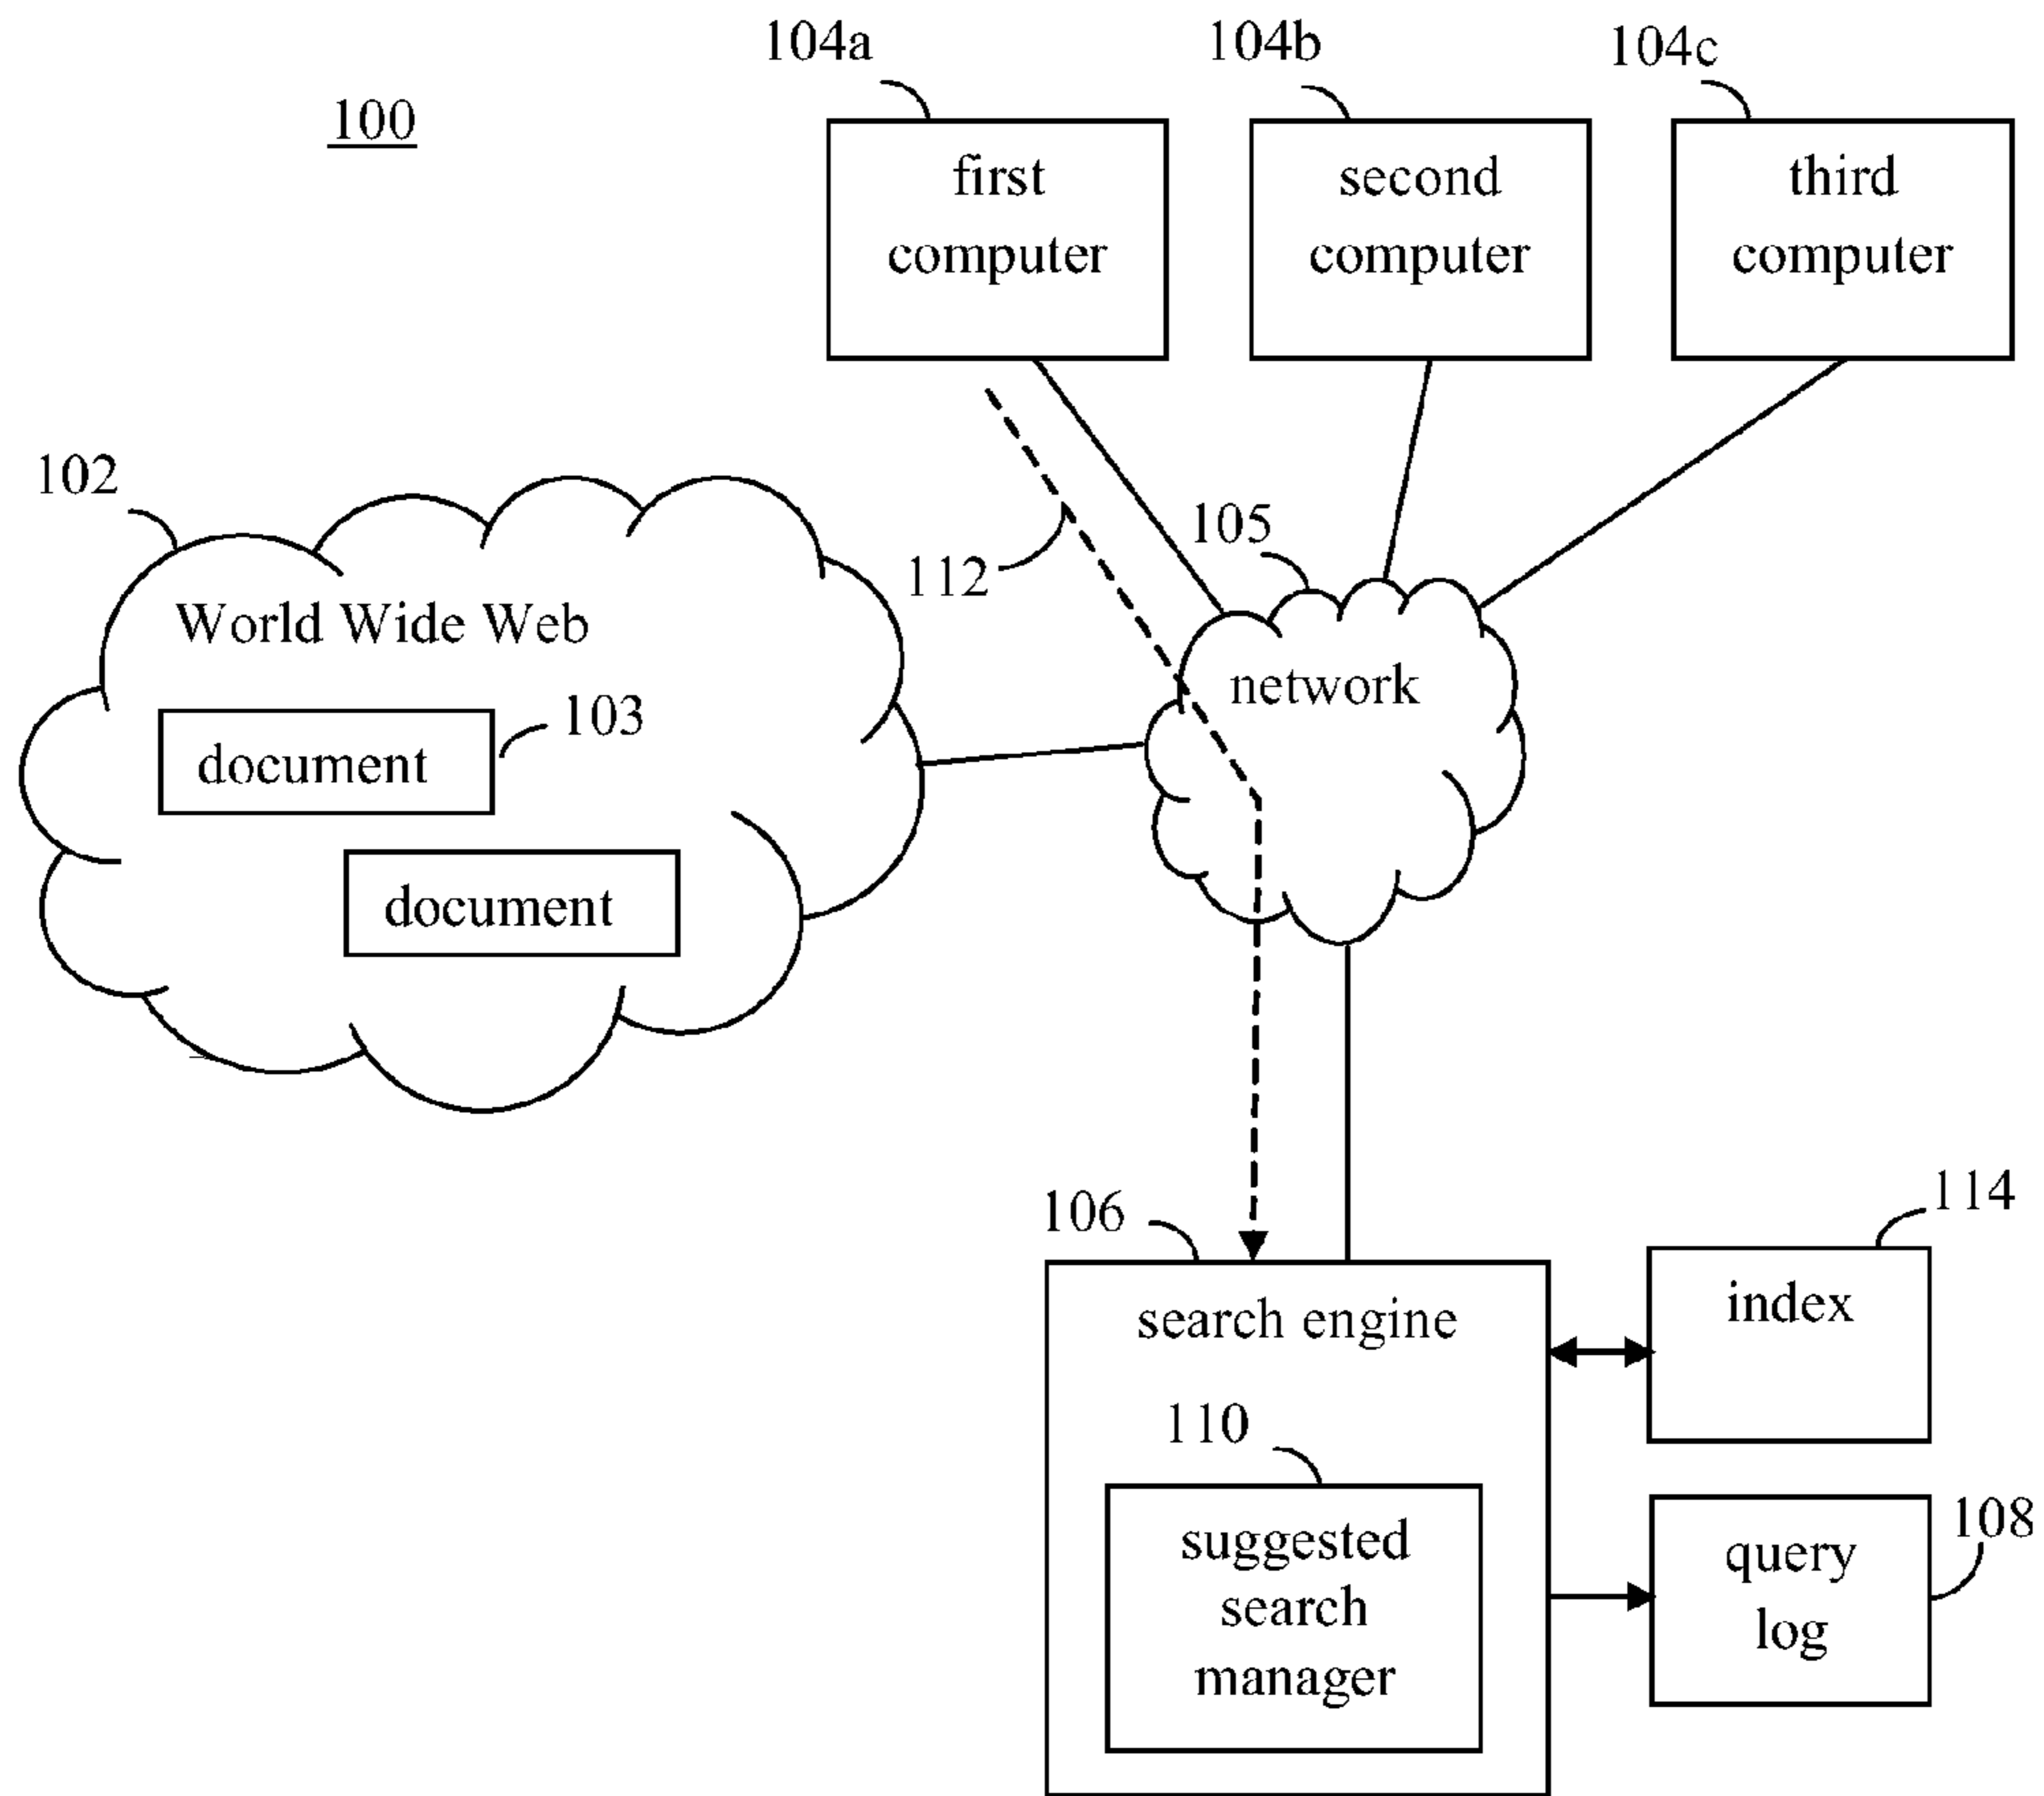 104a
104b
104c
100
first
computer
second
computer
third
computer
102
105
112
World Wide Web
network
103
document
document
106
114
search engine
index
110
108
suggested
search
manager
query
log